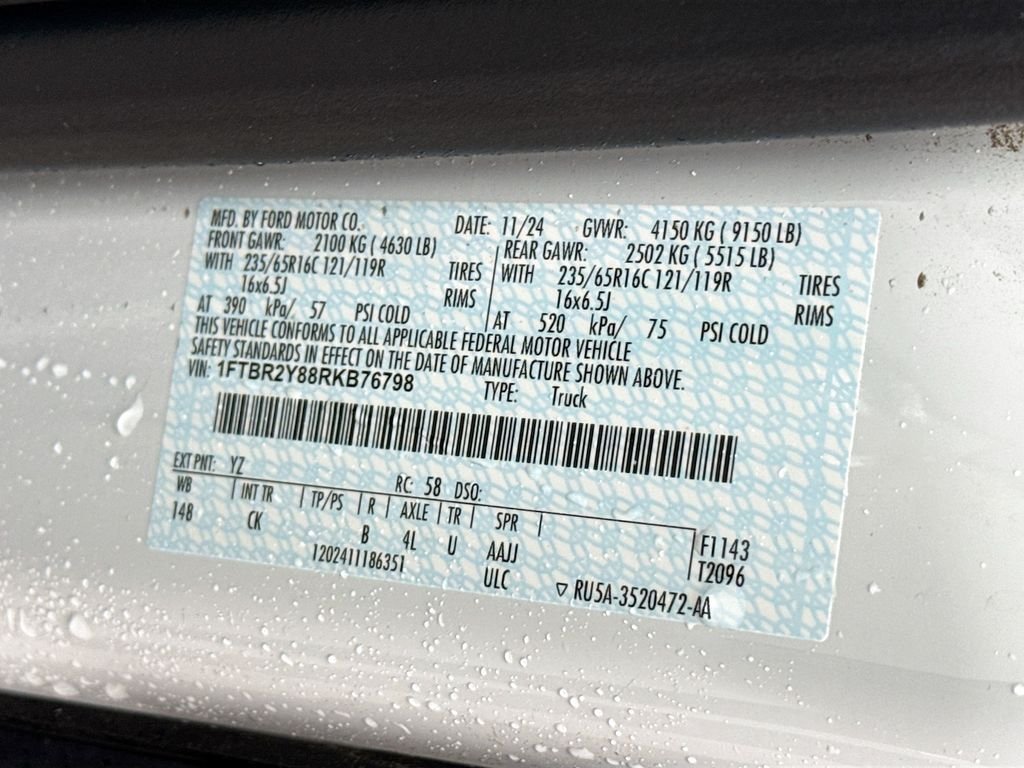 MFD. BY FORD MOTOR CO. DATE: 11/24 GVWR: 4150 KG ( 9150 LB)
FRONT GAWR: 2100 KG ( 4630 LB) REAR GAWR: 2502 KG ( 5515 LB)
WITH 235/65R16C 121/119R TIRES WITH 235/65R16C 121/119R TIRES
16x6.5J RIMS 16x6.5J RIMS
AT 390 kPa/ 57 PSI COLD AT 520 kPa/ 75 PSI COLD
THIS VEHICLE CONFORMS TO ALL APPLICABLE FEDERAL MOTOR VEHICLE
SAFETY STANDARDS IN EFFECT ON THE DATE OF MANUFACTURE SHOWN ABOVE.
VIN: 1FTBR2Y88RKB76798 TYPE: Truck
EXT PNT: YZ RC: 58 DSO:
WB INT TR TP/PS R AXLE TR SPR
148 CK B 4L U AAJJ F1143
1202411186351 ULC T2096
▽ RU5A-3520472-AA